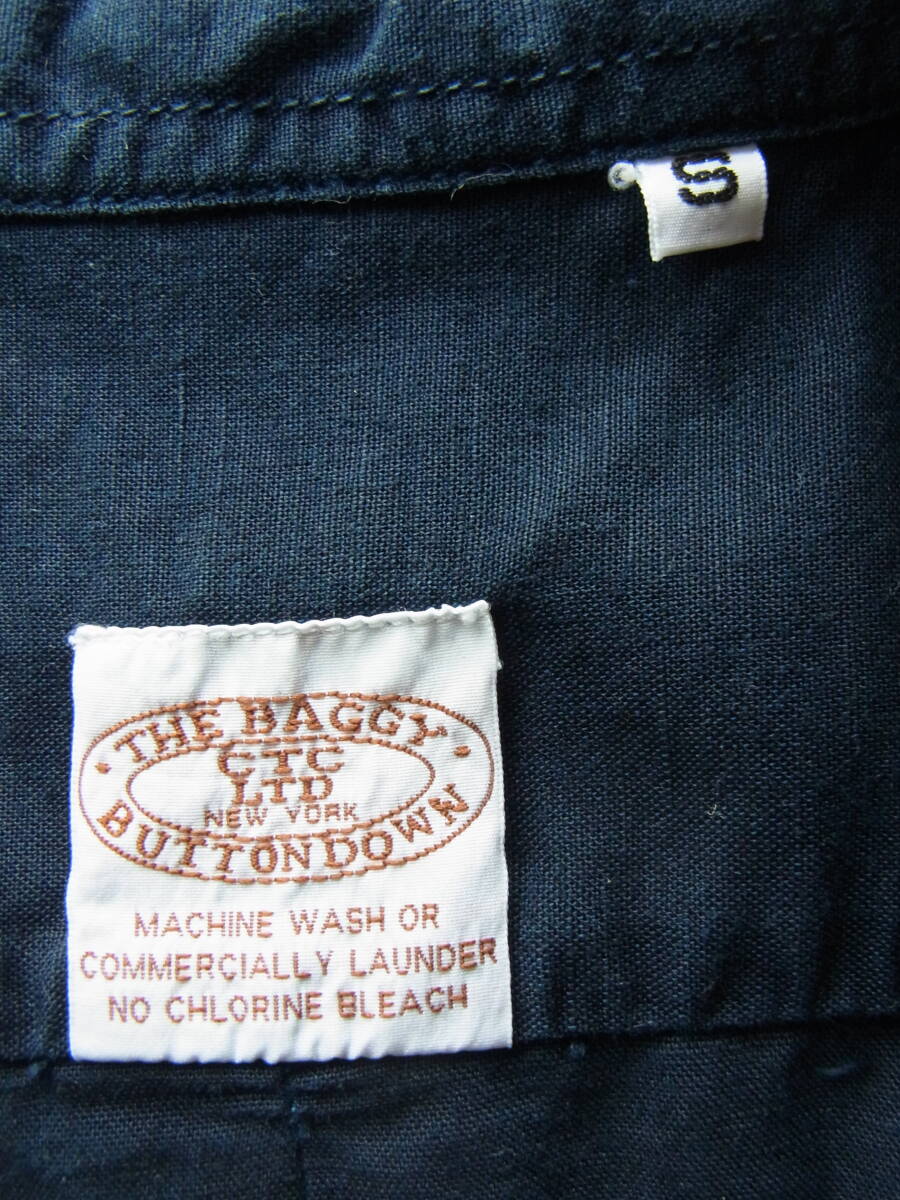 S
THE BAGGY
CTC
LTD
NEW YORK
BUTTONDOWN
MACHINE WASH OR
COMMERCIALLY LAUNDER
NO CHLORINE BLEACH